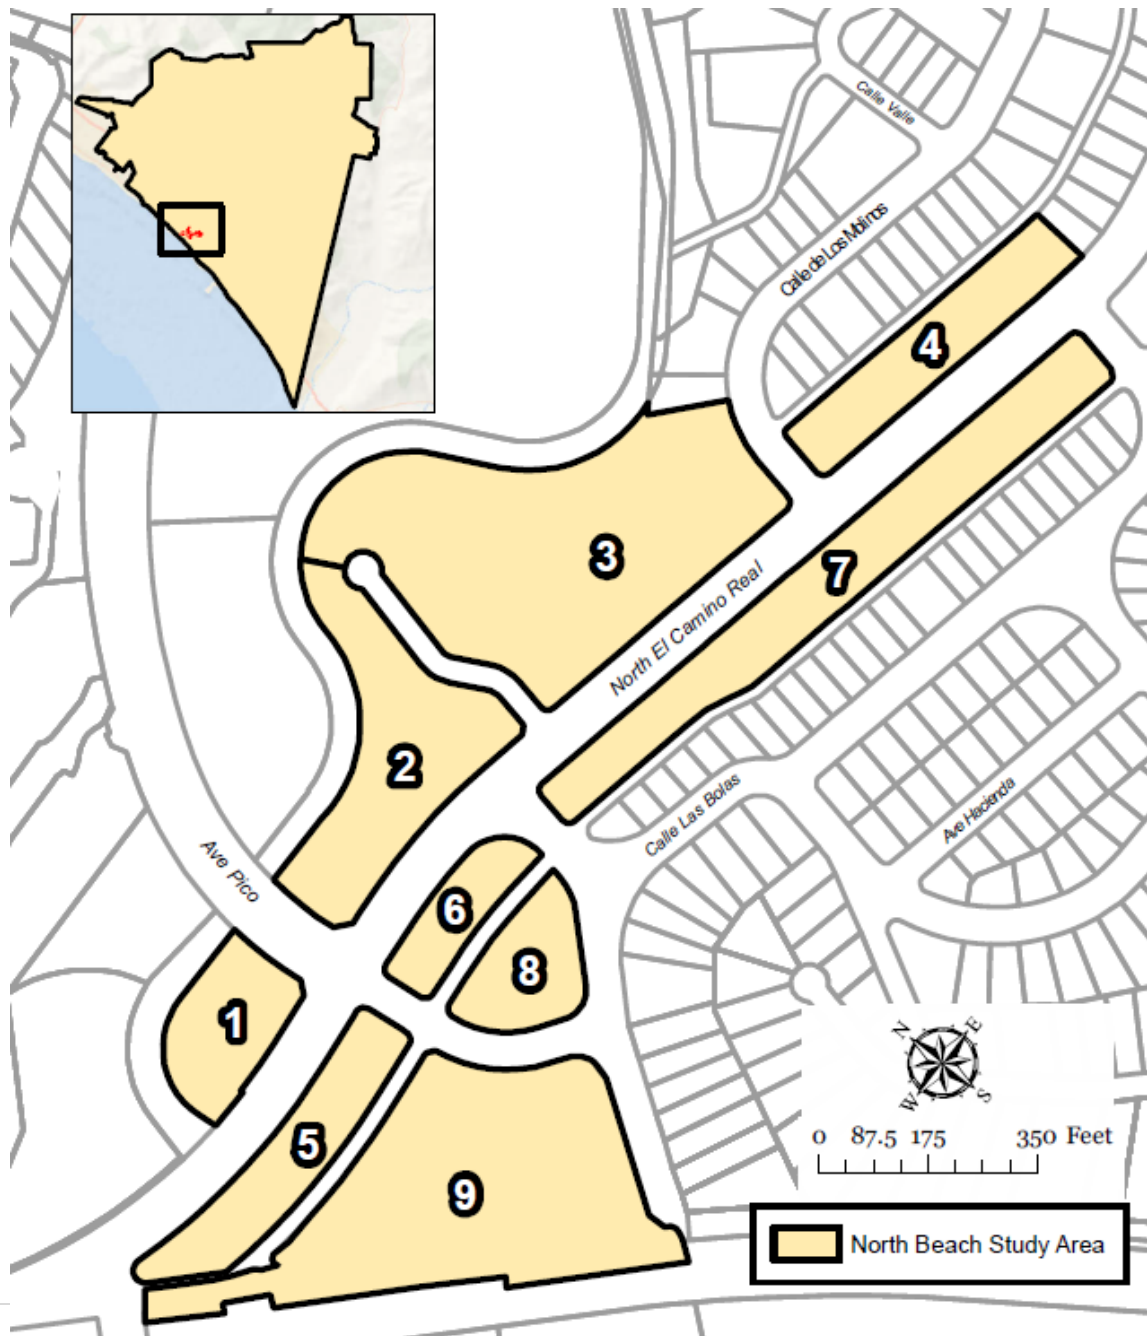 Calle Valle
Calle de Los Molinos
4
3
7
North El Camino Real
2
Calle Las Bolas
Ave Hacienda
Ave Pico
6
8
1
N
E
W
S
0 87.5 175 350 Feet
5
9
North Beach Study Area